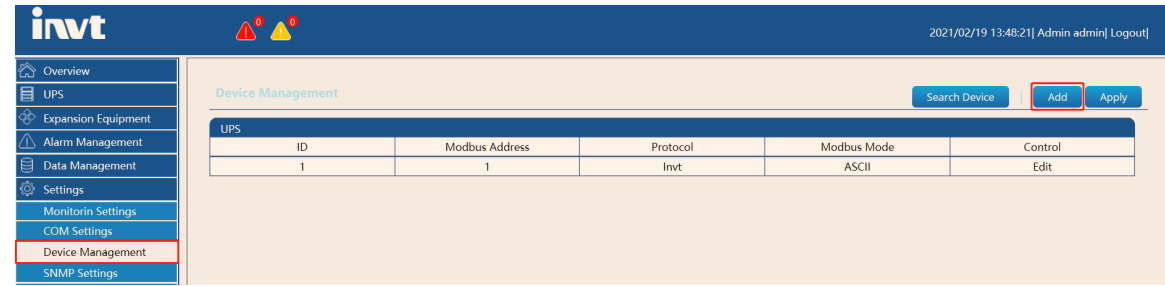 invt
0 0
2021/02/19 13:48:21| Admin admin| Logout|
Overview
UPS
Expansion Equipment
Alarm Management
Data Management
Settings
Monitorin Settings
COM Settings
Device Management
SNMP Settings
Device Management
Search Device | Add Apply
UPS
ID Modbus Address Protocol Modbus Mode Control
1 1 Invt ASCII Edit